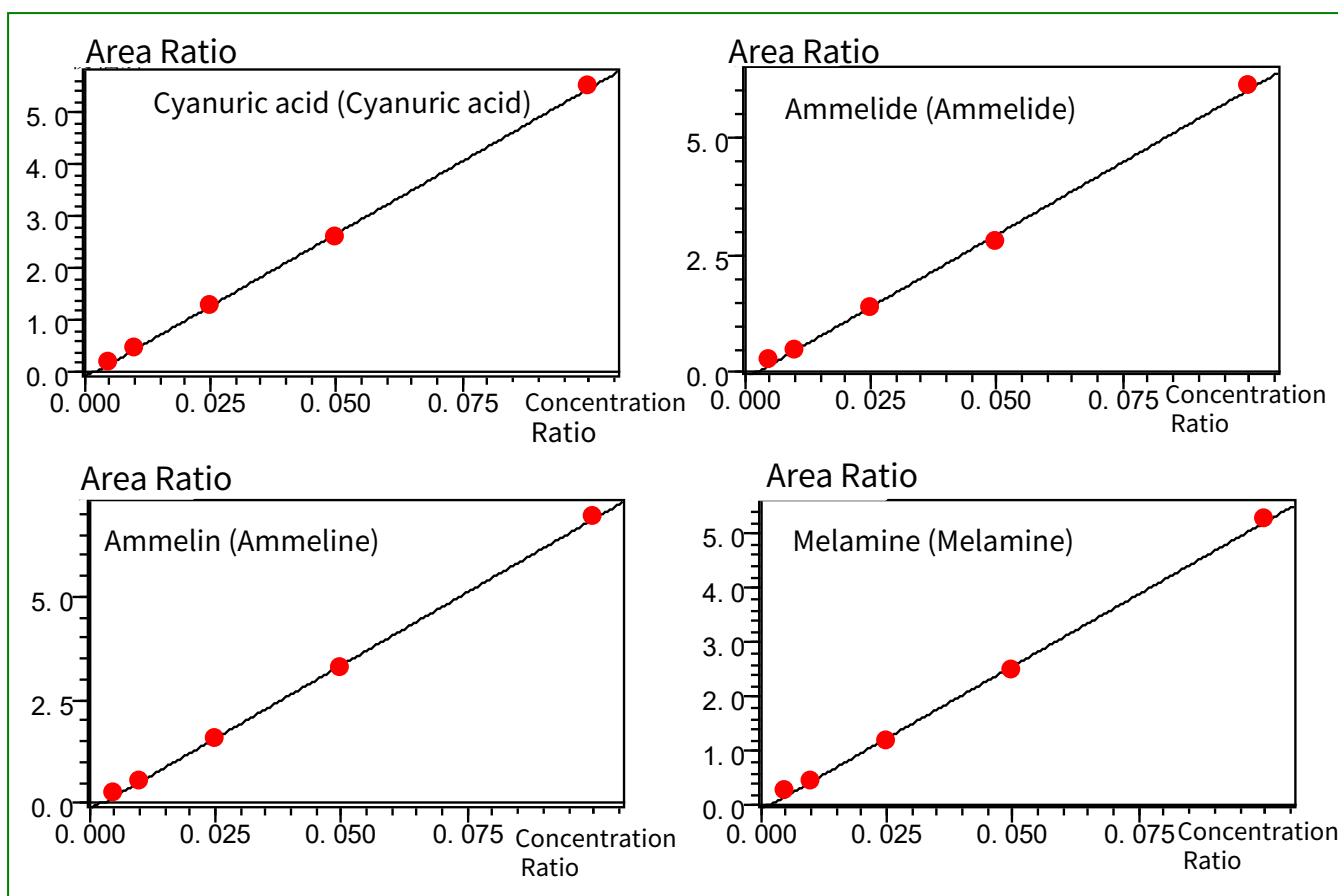 Area Ratio
Cyanuric acid (Cyanuric acid)
5. 0
4. 0
3. 0
2. 0
1. 0
0. 0
0. 000
0. 025
0. 050
0. 075
Concentration
Ratio
Area Ratio
Ammelide (Ammelide)
5. 0
2. 5
0. 0
0. 000
0. 025
0. 050
0. 075
Concentration
Ratio
Area Ratio
Ammelin (Ammeline)
5. 0
2. 5
0. 0
0. 000
0. 025
0. 050
0. 075
Concentration
Ratio
Area Ratio
Melamine (Melamine)
5. 0
4. 0
3. 0
2. 0
1. 0
0. 0
0. 000
0. 025
0. 050
0. 075
Concentration
Ratio